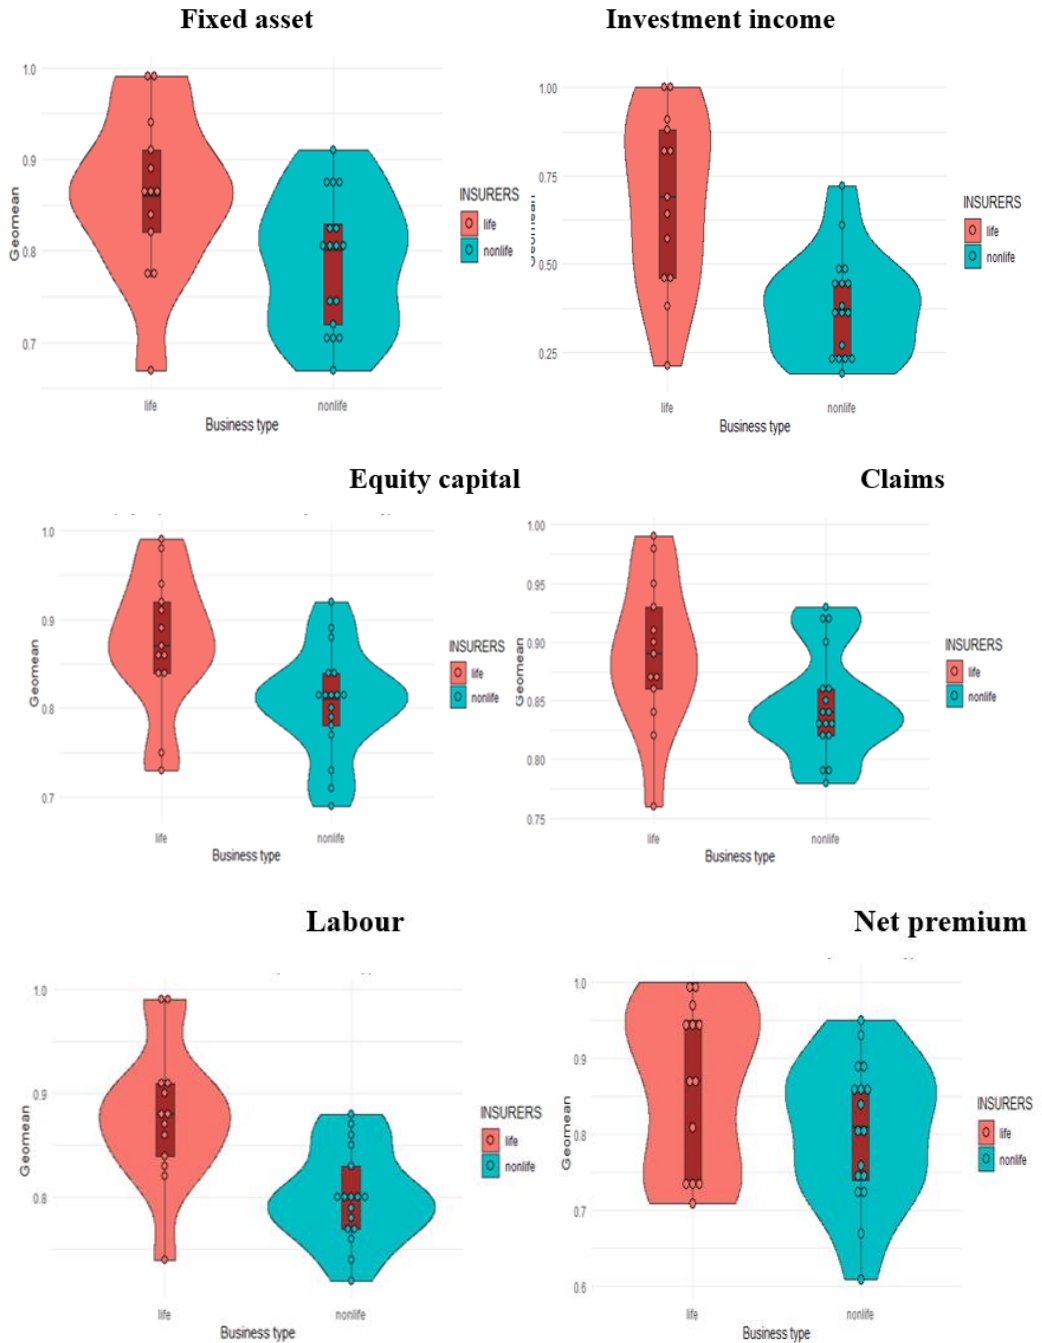 Fixed asset
Investment income
1.0
0.9
0.8
0.7
Geomean
life
nonlife
Business type
INSURERS
life
nonlife
1.00
0.75
0.50
0.25
Geomean
life
nonlife
Business type
INSURERS
life
nonlife
Equity capital
Claims
1.0
0.9
0.8
0.7
Geomean
life
nonlife
Business type
INSURERS
life
nonlife
1.00
0.95
0.90
0.85
0.80
0.75
Geomean
life
nonlife
Business type
INSURERS
life
nonlife
Labour
Net premium
1.0
0.9
0.8
Geomean
life
nonlife
Business type
INSURERS
life
nonlife
1.0
0.9
0.8
0.7
0.6
Geomean
life
nonlife
Business type
INSURERS
life
nonlife